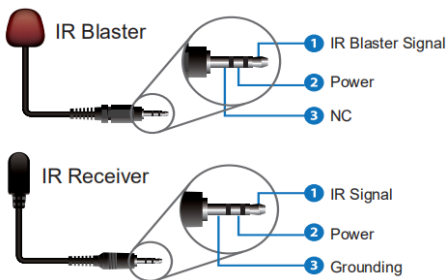 IR Blaster
1 IR Blaster Signal
2 Power
3 NC
IR Receiver
1 IR Signal
2 Power
3 Grounding